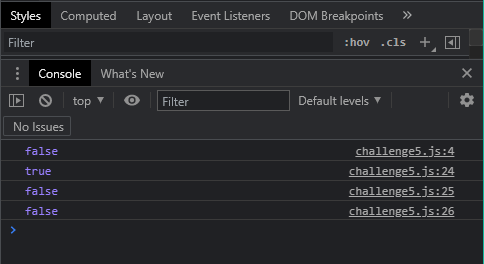 Styles Computed Layout Event Listeners DOM Breakpoints »
Filter :hov .cls +
Console What's New ×
top ▼ Filter Default levels ▼
No Issues
false challenge5.js:4
true challenge5.js:24
false challenge5.js:25
false challenge5.js:26
>